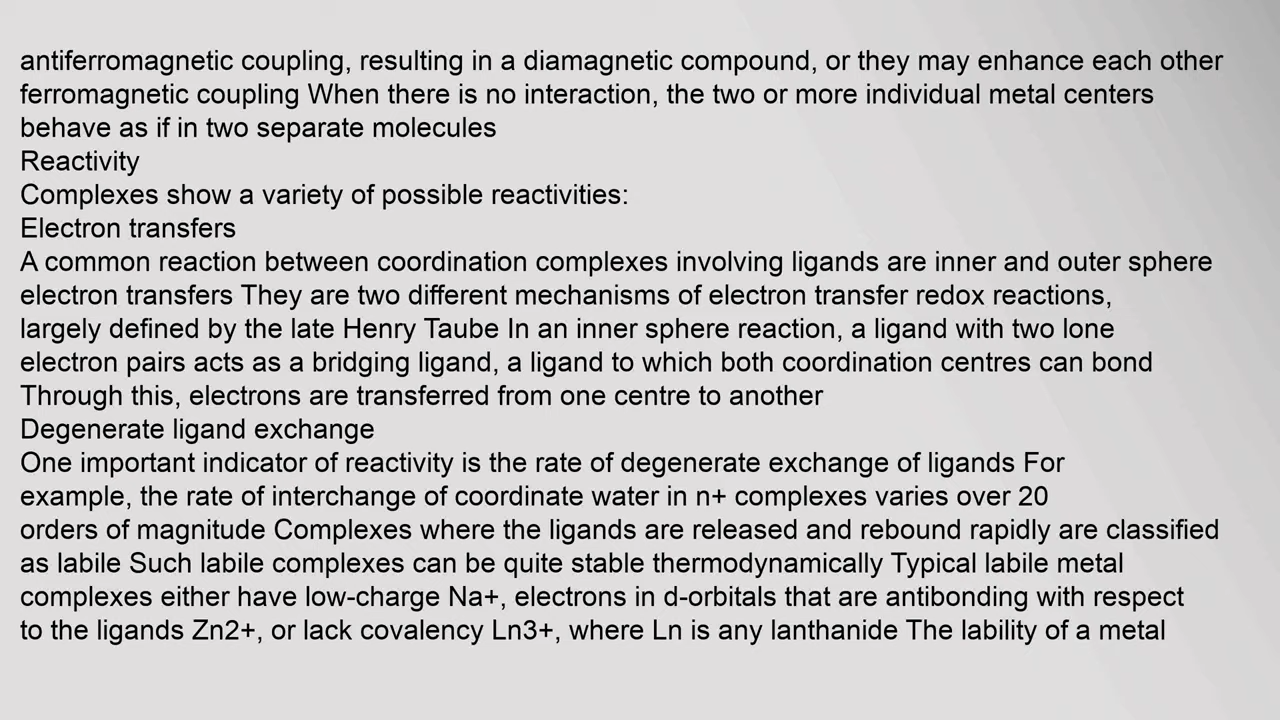 antiferromagnetic coupling, resulting in a diamagnetic compound, or they may enhance each other
ferromagnetic coupling When there is no interaction, the two or more individual metal centers
behave as if in two separate molecules
Reactivity
Complexes show a variety of possible reactivities:
Electron transfers
A common reaction between coordination complexes involving ligands are inner and outer sphere
electron transfers They are two different mechanisms of electron transfer redox reactions,
largely defined by the late Henry Taube In an inner sphere reaction, a ligand with two lone
electron pairs acts as a bridging ligand, a ligand to which both coordination centres can bond
Through this, electrons are transferred from one centre to another
Degenerate ligand exchange
One important indicator of reactivity is the rate of degenerate exchange of ligands For
example, the rate of interchange of coordinate water in n+ complexes varies over 20
orders of magnitude Complexes where the ligands are released and rebound rapidly are classified
as labile Such labile complexes can be quite stable thermodynamically Typical labile metal
complexes either have low-charge Na+, electrons in d-orbitals that are antibonding with respect
to the ligands Zn2+, or lack covalency Ln3+, where Ln is any lanthanide The lability of a metal